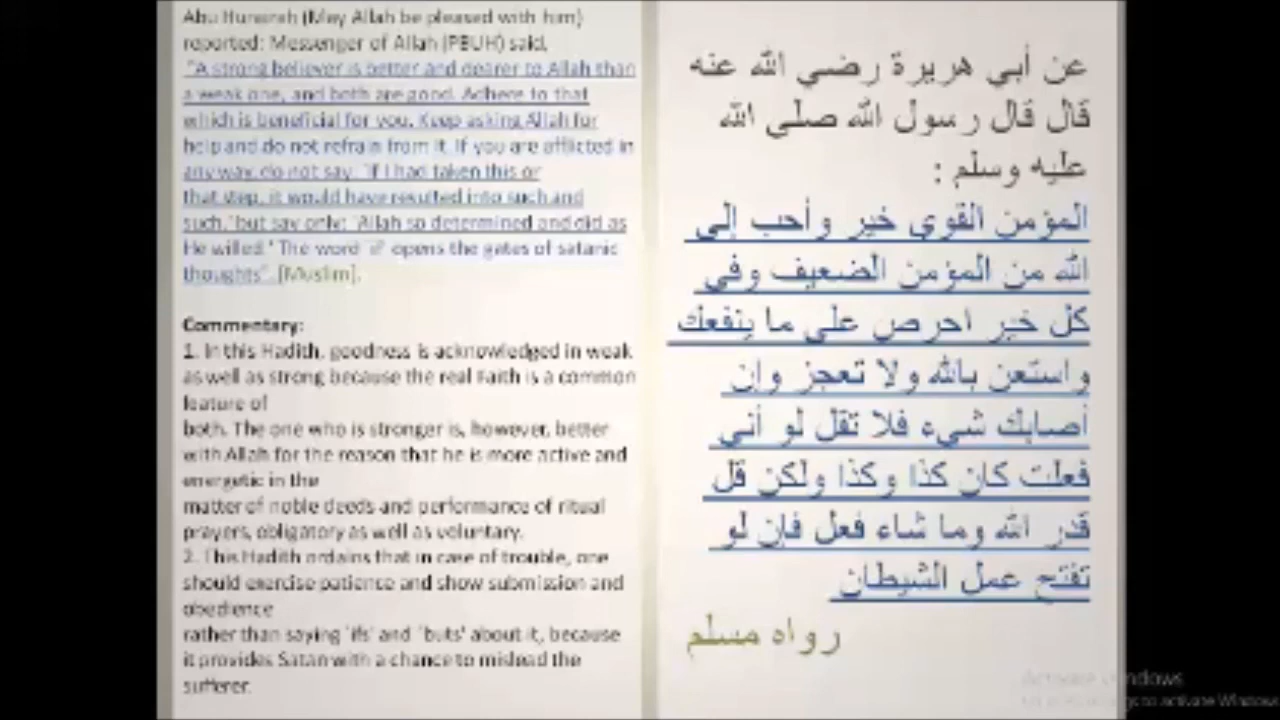 Abu Hurairah (May Allah be pleased with him)
reported: Messenger of Allah (PBUH) said,
"A strong believer is better and dearer to Allah than
a weak one, and both are good. Adhere to that
which is beneficial for you. Keep asking Allah for
help and do not refrain from it. If you are afflicted in
any way, do not say: 'If I had taken this or
that step, it would have resulted into such and
such,' but say only: 'Allah so determined and did as
He willed.' The word 'if' opens the gates of satanic
thoughts". [Muslim].
Commentary:
1. In this Hadith, goodness is acknowledged in weak
as well as strong because the real Faith is a common
feature of
both. The one who is stronger is, however, better
with Allah for the reason that he is more active and
energetic in the
matter of noble deeds and performance of ritual
prayers, obligatory as well as voluntary.
2. This Hadith ordains that in case of trouble, one
should exercise patience and show submission and
obedience
rather than saying 'ifs' and 'buts' about it, because
it provides Satan with a chance to mislead the
sufferer.
عن أبي هريرة رضي الله عنه
قال قال رسول الله صلى الله
عليه وسلم :
المؤمن القوي خير وأحب إلى
الله من المؤمن الضعيف وفي
كل خير احرص على ما ينفعك
واستعن بالله ولا تعجز وإن
أصابك شيء فلا تقل لو أني
فعلت كان كذا وكذا ولكن قل
قدر الله وما شاء فعل فإن لو
تفتح عمل الشيطان
رواه مسلم
Activate Windows
to activate Windows